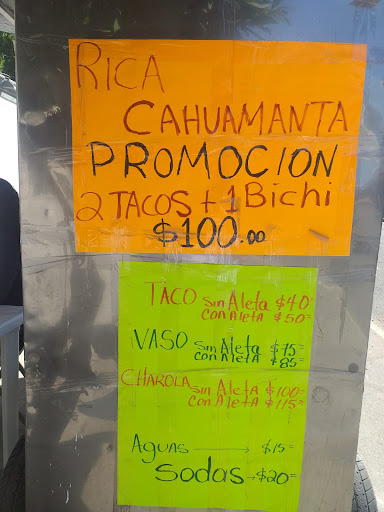 RICA
CAHUAMANTA
PROMOCION
2 TACOS + 1 Bichi
$100.00
TACO sin Aleta $40
con Aleta $50=
VASO sin Aleta $75=
con Aleta $85=
CHAROLA sin Aleta $100=
con Aleta $115=
Aguas → $15=
Sodas → $20=